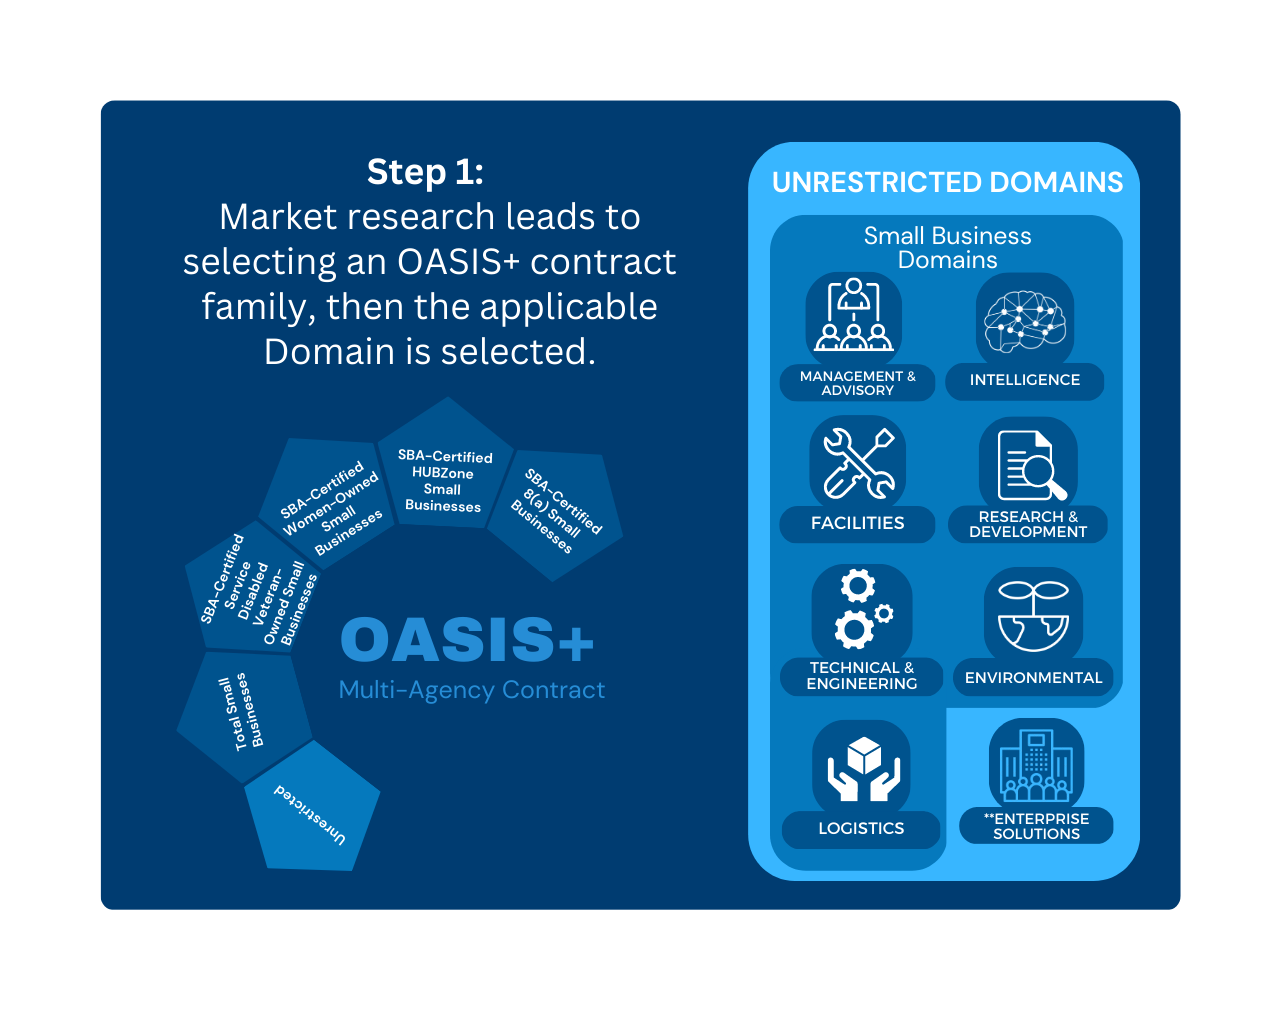 Step 1:
Market research leads to
selecting an OASIS+ contract
family, then the applicable
Domain is selected.
SBA-Certified
HUBZone
Small
Businesses
SBA-Certified
8(a) Small
Businesses
SBA-Certified
Women-Owned
Small
Businesses
SBA-Certified
Service
Disabled
Veteran-
Owned Small
Businesses
Total Small
Businesses
Unrestricted
OASIS+
Multi-Agency Contract
UNRESTRICTED DOMAINS
Small Business
Domains
MANAGEMENT &
ADVISORY
INTELLIGENCE
FACILITIES
RESEARCH &
DEVELOPMENT
TECHNICAL &
ENGINEERING
ENVIRONMENTAL
LOGISTICS
**ENTERPRISE
SOLUTIONS